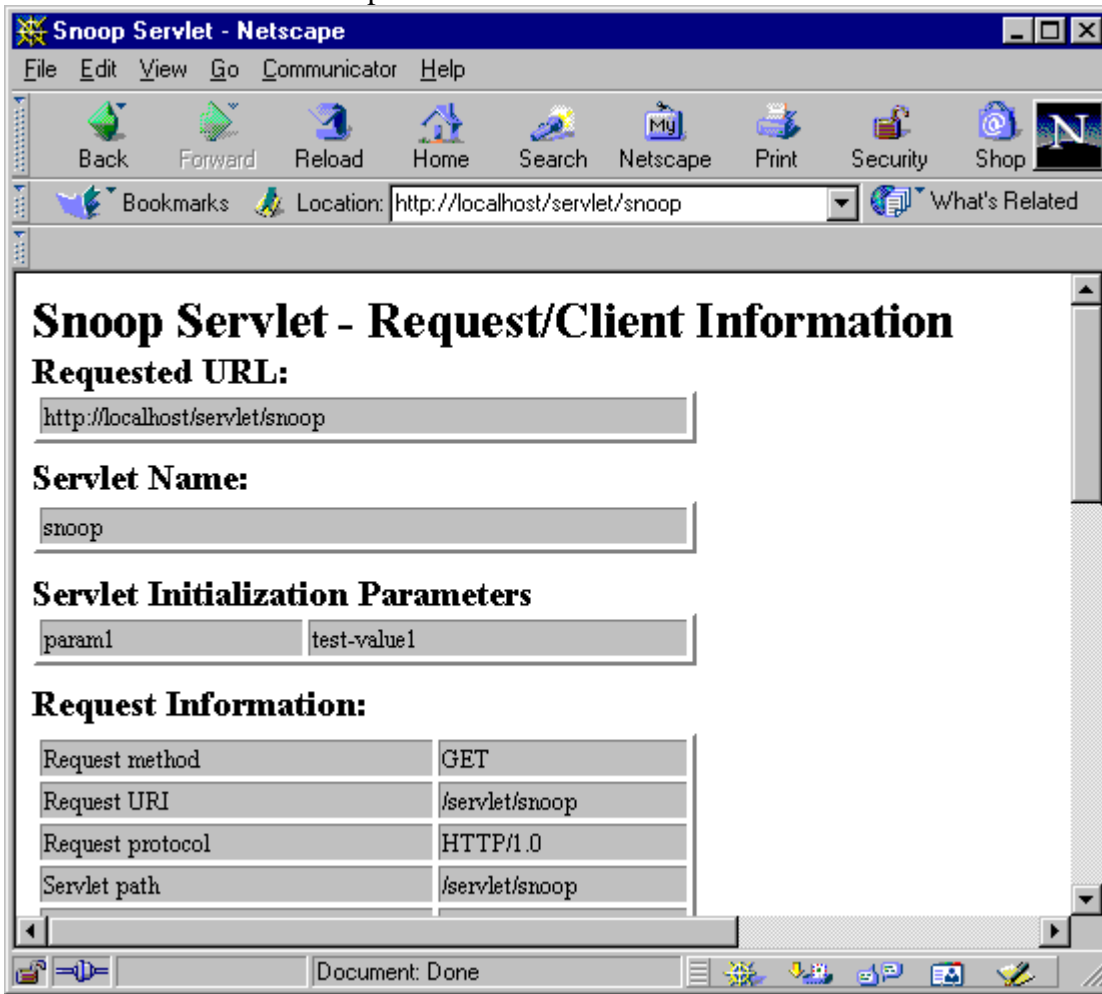 Snoop Servlet - Netscape
File Edit View Go Communicator Help
Back Forward Reload Home Search Netscape Print Security Shop
My
N
Bookmarks Location: http://localhost/servlet/snoop What's Related
Snoop Servlet - Request/Client Information
Requested URL:
http://localhost/servlet/snoop
Servlet Name:
snoop
Servlet Initialization Parameters
param1 test-value1
Request Information:
Request method GET
Request URI /servlet/snoop
Request protocol HTTP/1.0
Servlet path /servlet/snoop
Document: Done